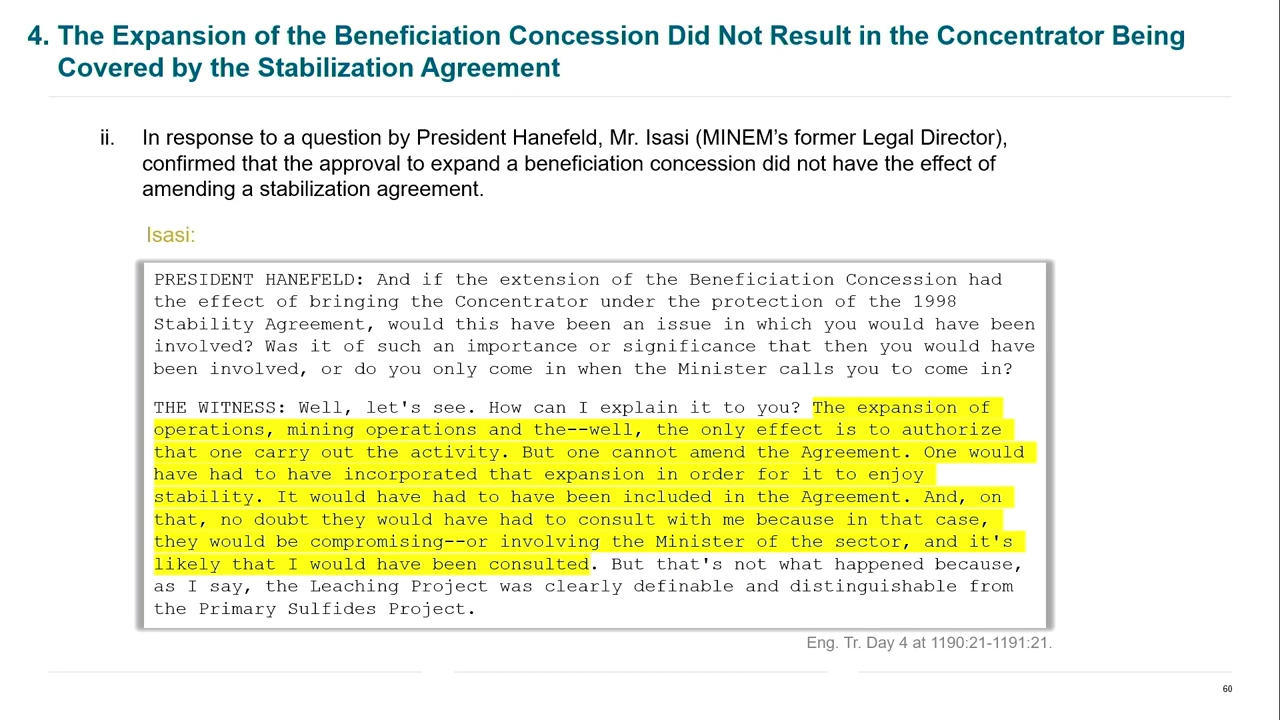 4. The Expansion of the Beneficiation Concession Did Not Result in the Concentrator Being
Covered by the Stabilization Agreement
ii. In response to a question by President Hanefeld, Mr. Isasi (MINEM’s former Legal Director),
confirmed that the approval to expand a beneficiation concession did not have the effect of
amending a stabilization agreement.
Isasi:
PRESIDENT HANEFELD: And if the extension of the Beneficiation Concession had
the effect of bringing the Concentrator under the protection of the 1998
Stability Agreement, would this have been an issue in which you would have been
involved? Was it of such an importance or significance that then you would have
been involved, or do you only come in when the Minister calls you to come in?
THE WITNESS: Well, let's see. How can I explain it to you? The expansion of
operations, mining operations and the--well, the only effect is to authorize
that one carry out the activity. But one cannot amend the Agreement. One would
have had to have incorporated that expansion in order for it to enjoy
stability. It would have had to have been included in the Agreement. And, on
that, no doubt they would have had to consult with me because in that case,
they would be compromising--or involving the Minister of the sector, and it's
likely that I would have been consulted. But that's not what happened because,
as I say, the Leaching Project was clearly definable and distinguishable from
the Primary Sulfides Project.
Eng. Tr. Day 4 at 1190:21-1191:21.
60